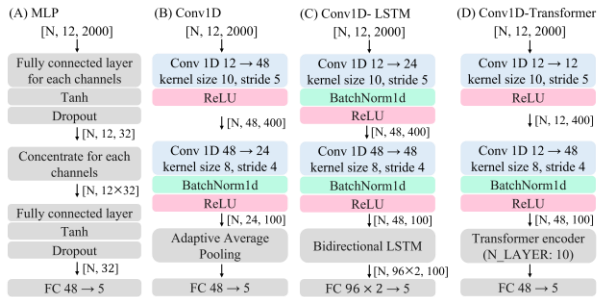 (A) MLP
[N, 12, 2000]
Fully connected layer
for each channels
Tanh
Dropout
[N, 12, 32]
Concentrate for each
channels
[N, 12×32]
Fully connected layer
Tanh
Dropout
[N, 32]
FC 48 → 5
(B) Conv1D
[N, 12, 2000]
Conv 1D 12 → 48
kernel size 10, stride 5
ReLU
[N, 48, 400]
Conv 1D 48 → 24
kernel size 8, stride 4
BatchNorm1d
ReLU
[N, 24, 100]
Adaptive Average
Pooling
FC 48 → 5
(C) Conv1D- LSTM
[N, 12, 2000]
Conv 1D 12 → 24
kernel size 10, stride 5
BatchNorm1d
ReLU
[N, 48, 400]
Conv 1D 48 → 48
kernel size 8, stride 4
BatchNorm1d
ReLU
[N, 48, 100]
Bidirectional LSTM
[N, 96×2, 100]
FC 96 × 2 → 5
(D) Conv1D-Transformer
[N, 12, 2000]
Conv 1D 12 → 12
kernel size 10, stride 5
ReLU
[N, 12, 400]
Conv 1D 12 → 48
kernel size 8, stride 4
BatchNorm1d
ReLU
[N, 48, 100]
Transformer encoder
(N_LAYER: 10)
FC 48 → 5